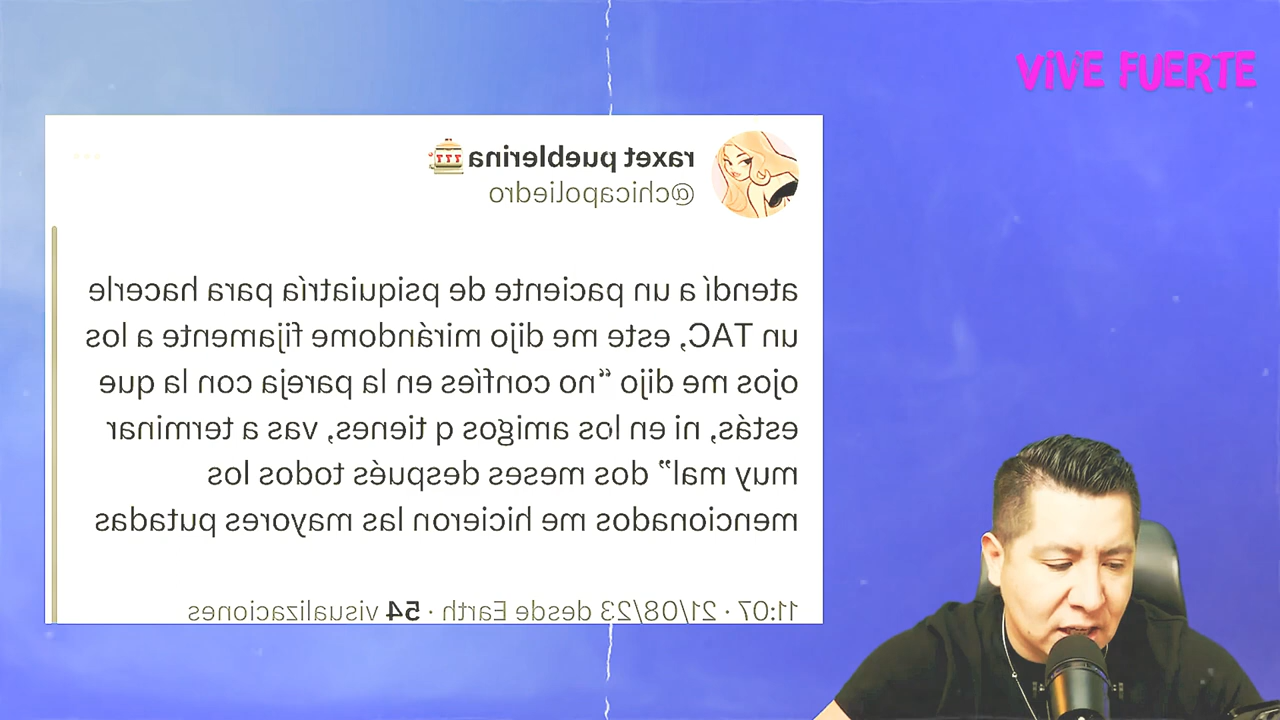 VIVE FUERTE
raxet pueblerina
@chicapoliedro
atendí a un paciente de psiquiatría para hacerle
un TAC, este me dijo mirándome fijamente a los
ojos me dijo “no confíes en la pareja con la que
estás, ni en los amigos q tienes, vas a terminar
muy mal” dos meses después todos los
mencionados me hicieron las mayores putadas
11:07 · 21/08/23 desde Earth · 54 visualizaciones